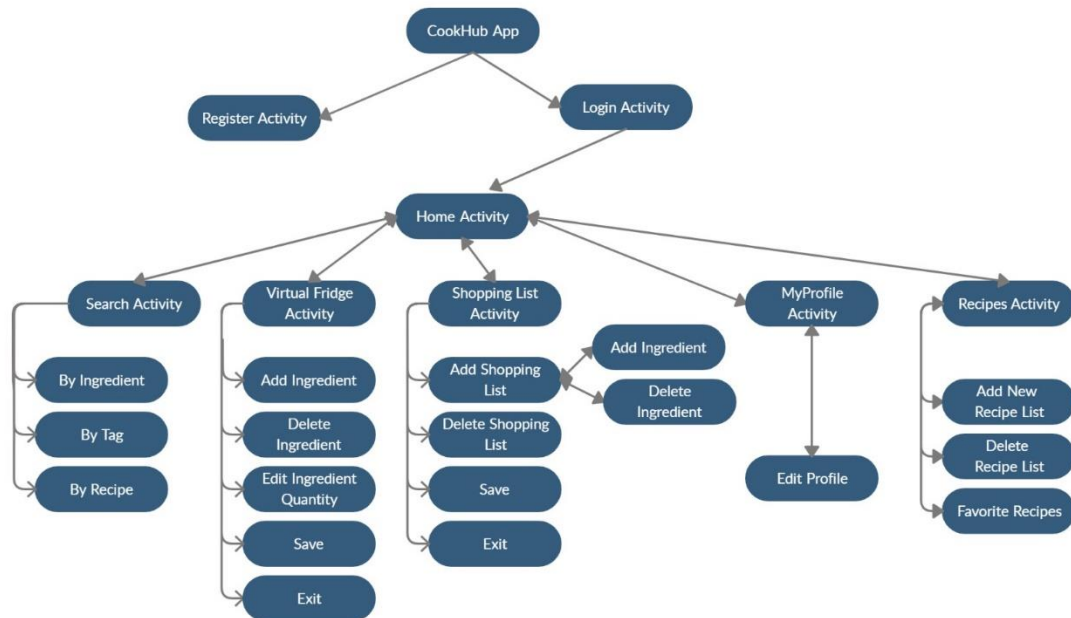 CookHub App
Login Activity
Register Activity
Home Activity
Search Activity
Virtual Fridge
Activity
Shopping List
Activity
MyProfile
Activity
Recipes Activity
By Ingredient
By Tag
By Recipe
Add Ingredient
Delete
Ingredient
Edit Ingredient
Quantity
Save
Exit
Add Shopping
List
Add Ingredient
Delete
Ingredient
Delete Shopping
List
Save
Exit
Edit Profile
Add New
Recipe List
Delete
Recipe List
Favorite Recipes